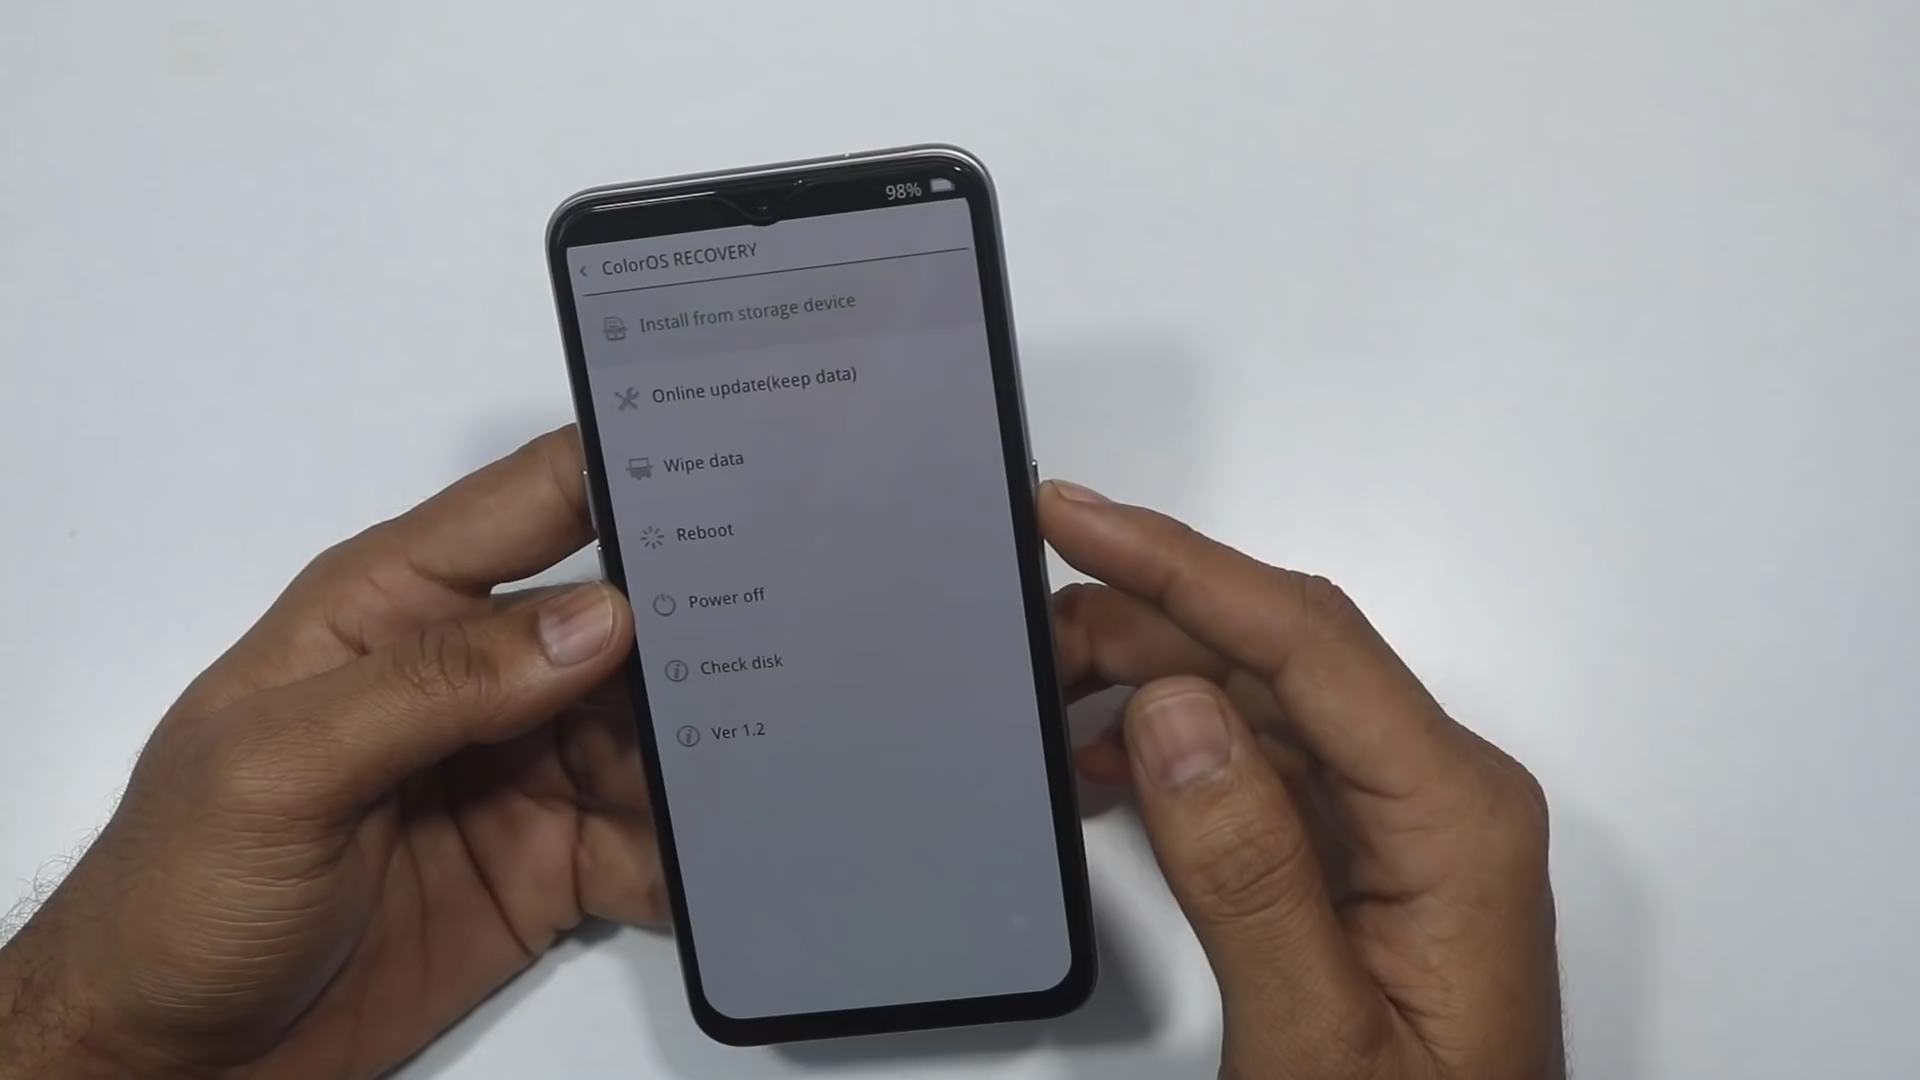 98%
ColorOS RECOVERY
Install from storage device
Online update(keep data)
Wipe data
Reboot
Power off
Check disk
Ver 1.2